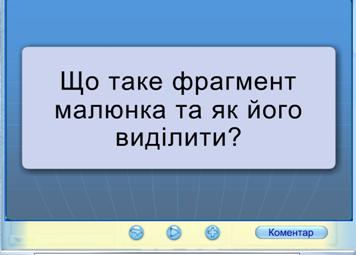 Що таке фрагмент
малюнка та як його
виділити?
Коментар